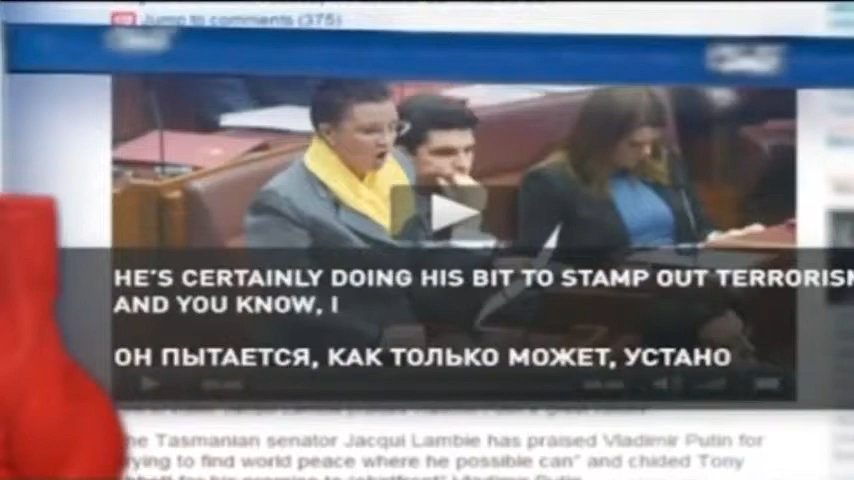 Jump to comments (375)
HE'S CERTAINLY DOING HIS BIT TO STAMP OUT TERRORISM
AND YOU KNOW, I
ОН ПЫТАЕТСЯ, КАК ТОЛЬКО МОЖЕТ, УСТАНО
The Tasmanian senator Jacqui Lambie has praised Vladimir Putin for
trying to find world peace where he possible can" and chided Tony